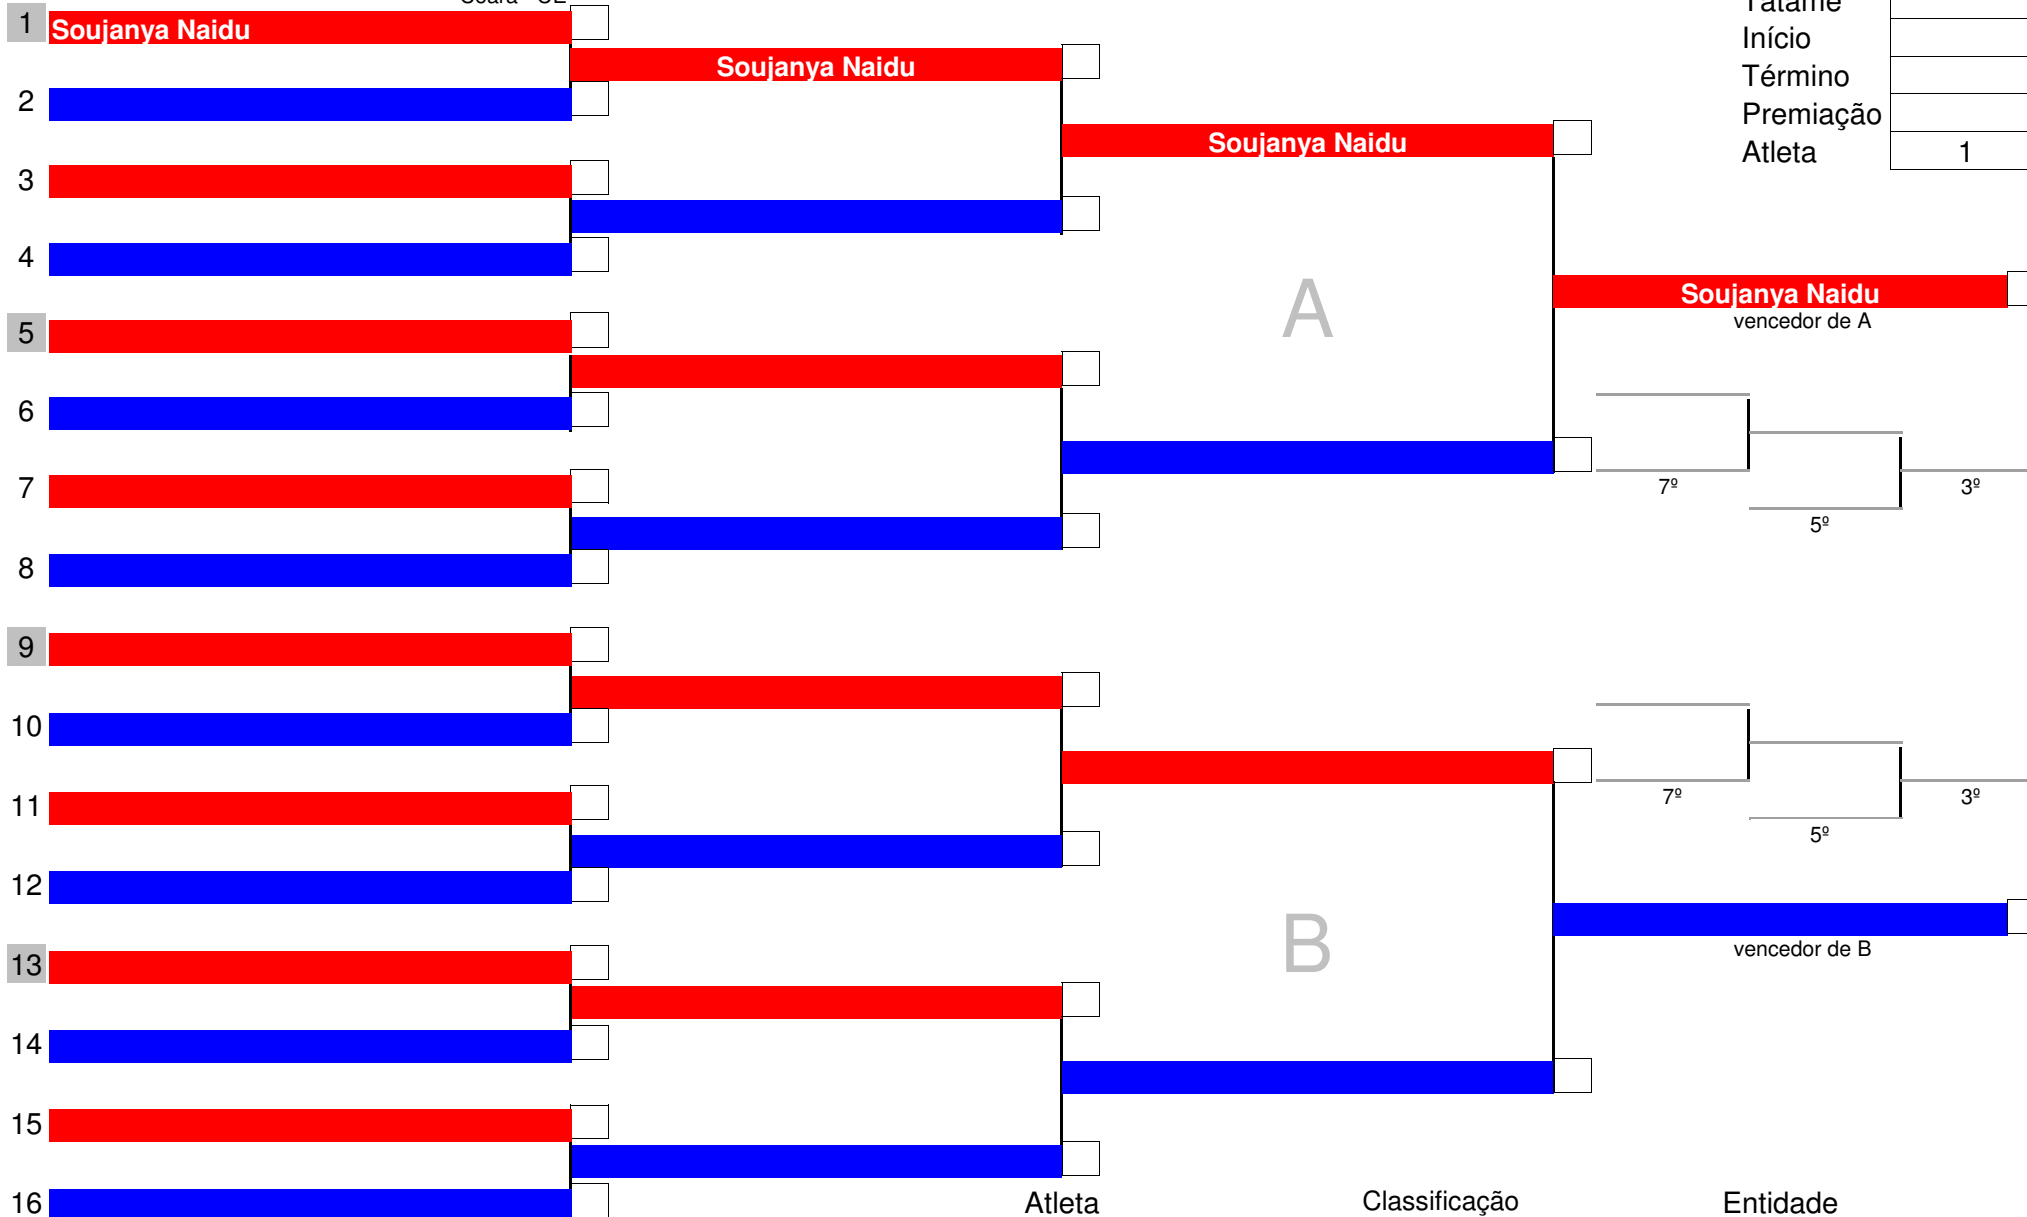 1 Soujanya Naidu
Soujanya Naidu
2
Soujanya Naidu
3
4
Soujanya Naidu
vencedor de A
A
5
6
7
7º
3º
5º
8
9
10
11
7º
3º
5º
12
B
vencedor de B
13
14
15
16
Início
Término
Premiação
Atleta 1
Atleta Classificação Entidade